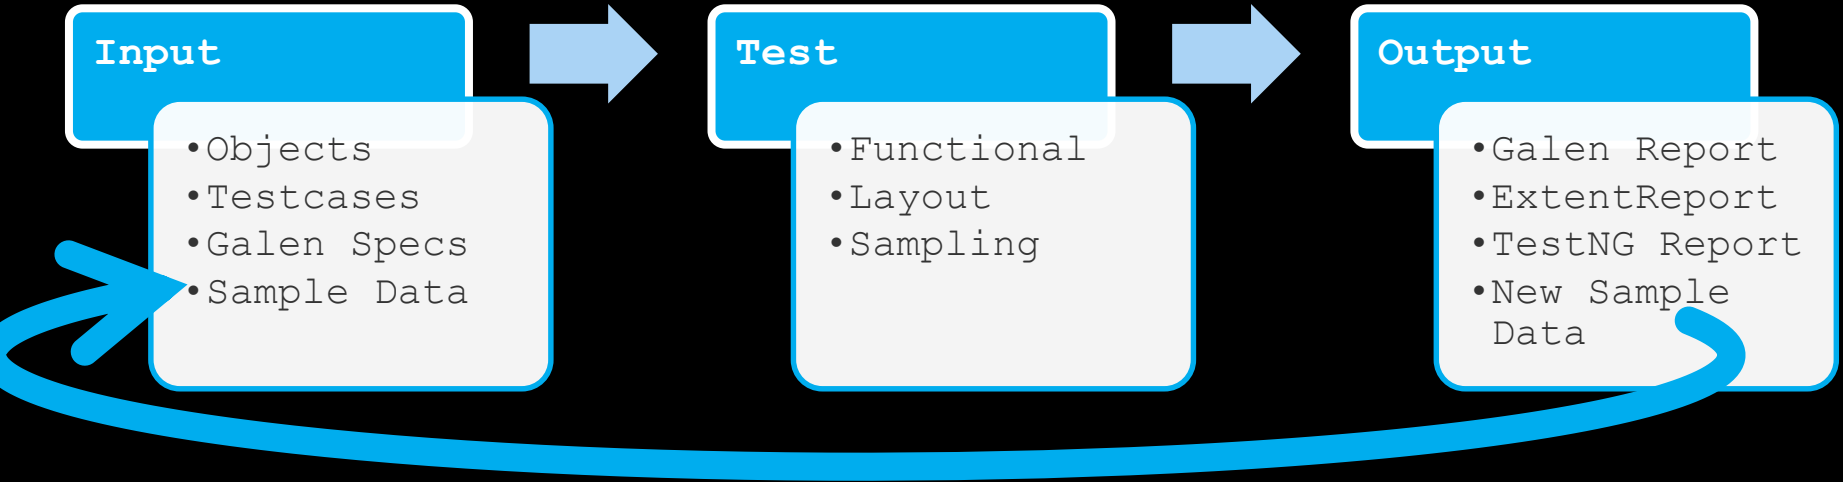 Input
•Objects
•Testcases
•Galen Specs
•Sample Data
Test
•Functional
•Layout
•Sampling
Output
•Galen Report
•ExtentReport
•TestNG Report
•New Sample
Data